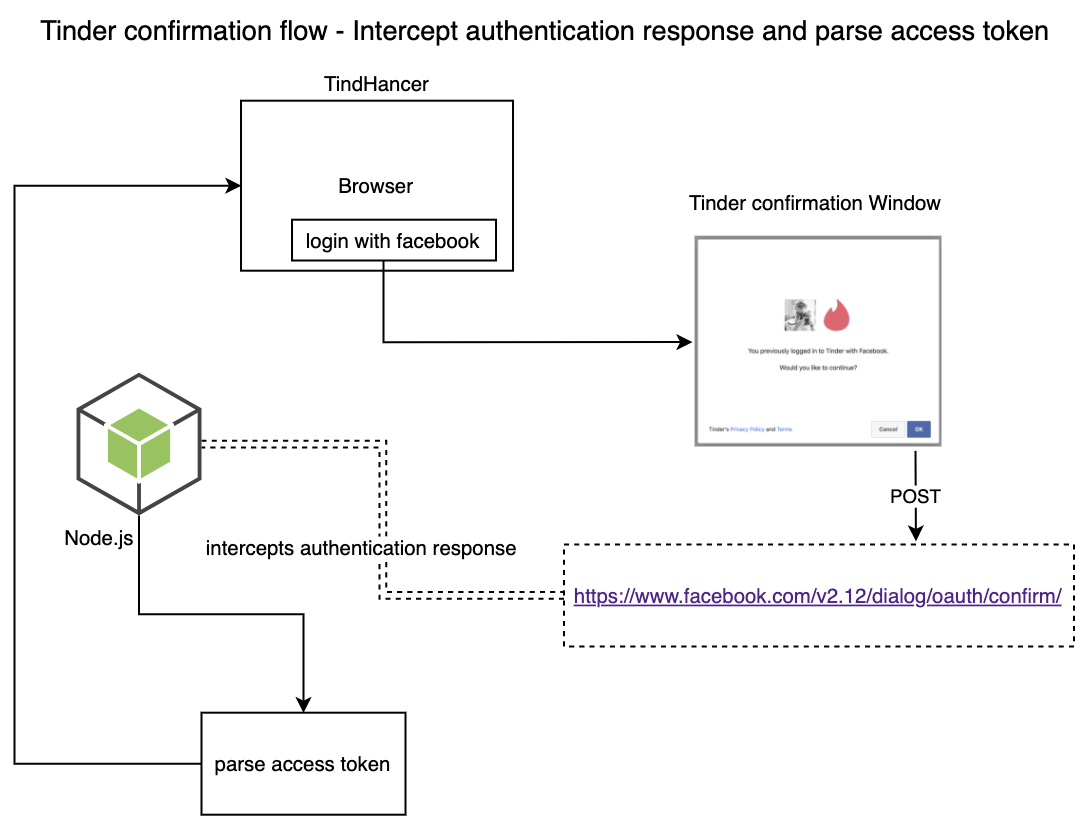 Tinder confirmation flow - Intercept authentication response and parse access token
TindHancer
Browser
login with facebook
Tinder confirmation Window
You previously logged in to Tinder with Facebook.
Would you like to continue?
Tinder's Privacy Policy and Terms
Cancel
OK
POST
Node.js
intercepts authentication response
https://www.facebook.com/v2.12/dialog/oauth/confirm/
parse access token